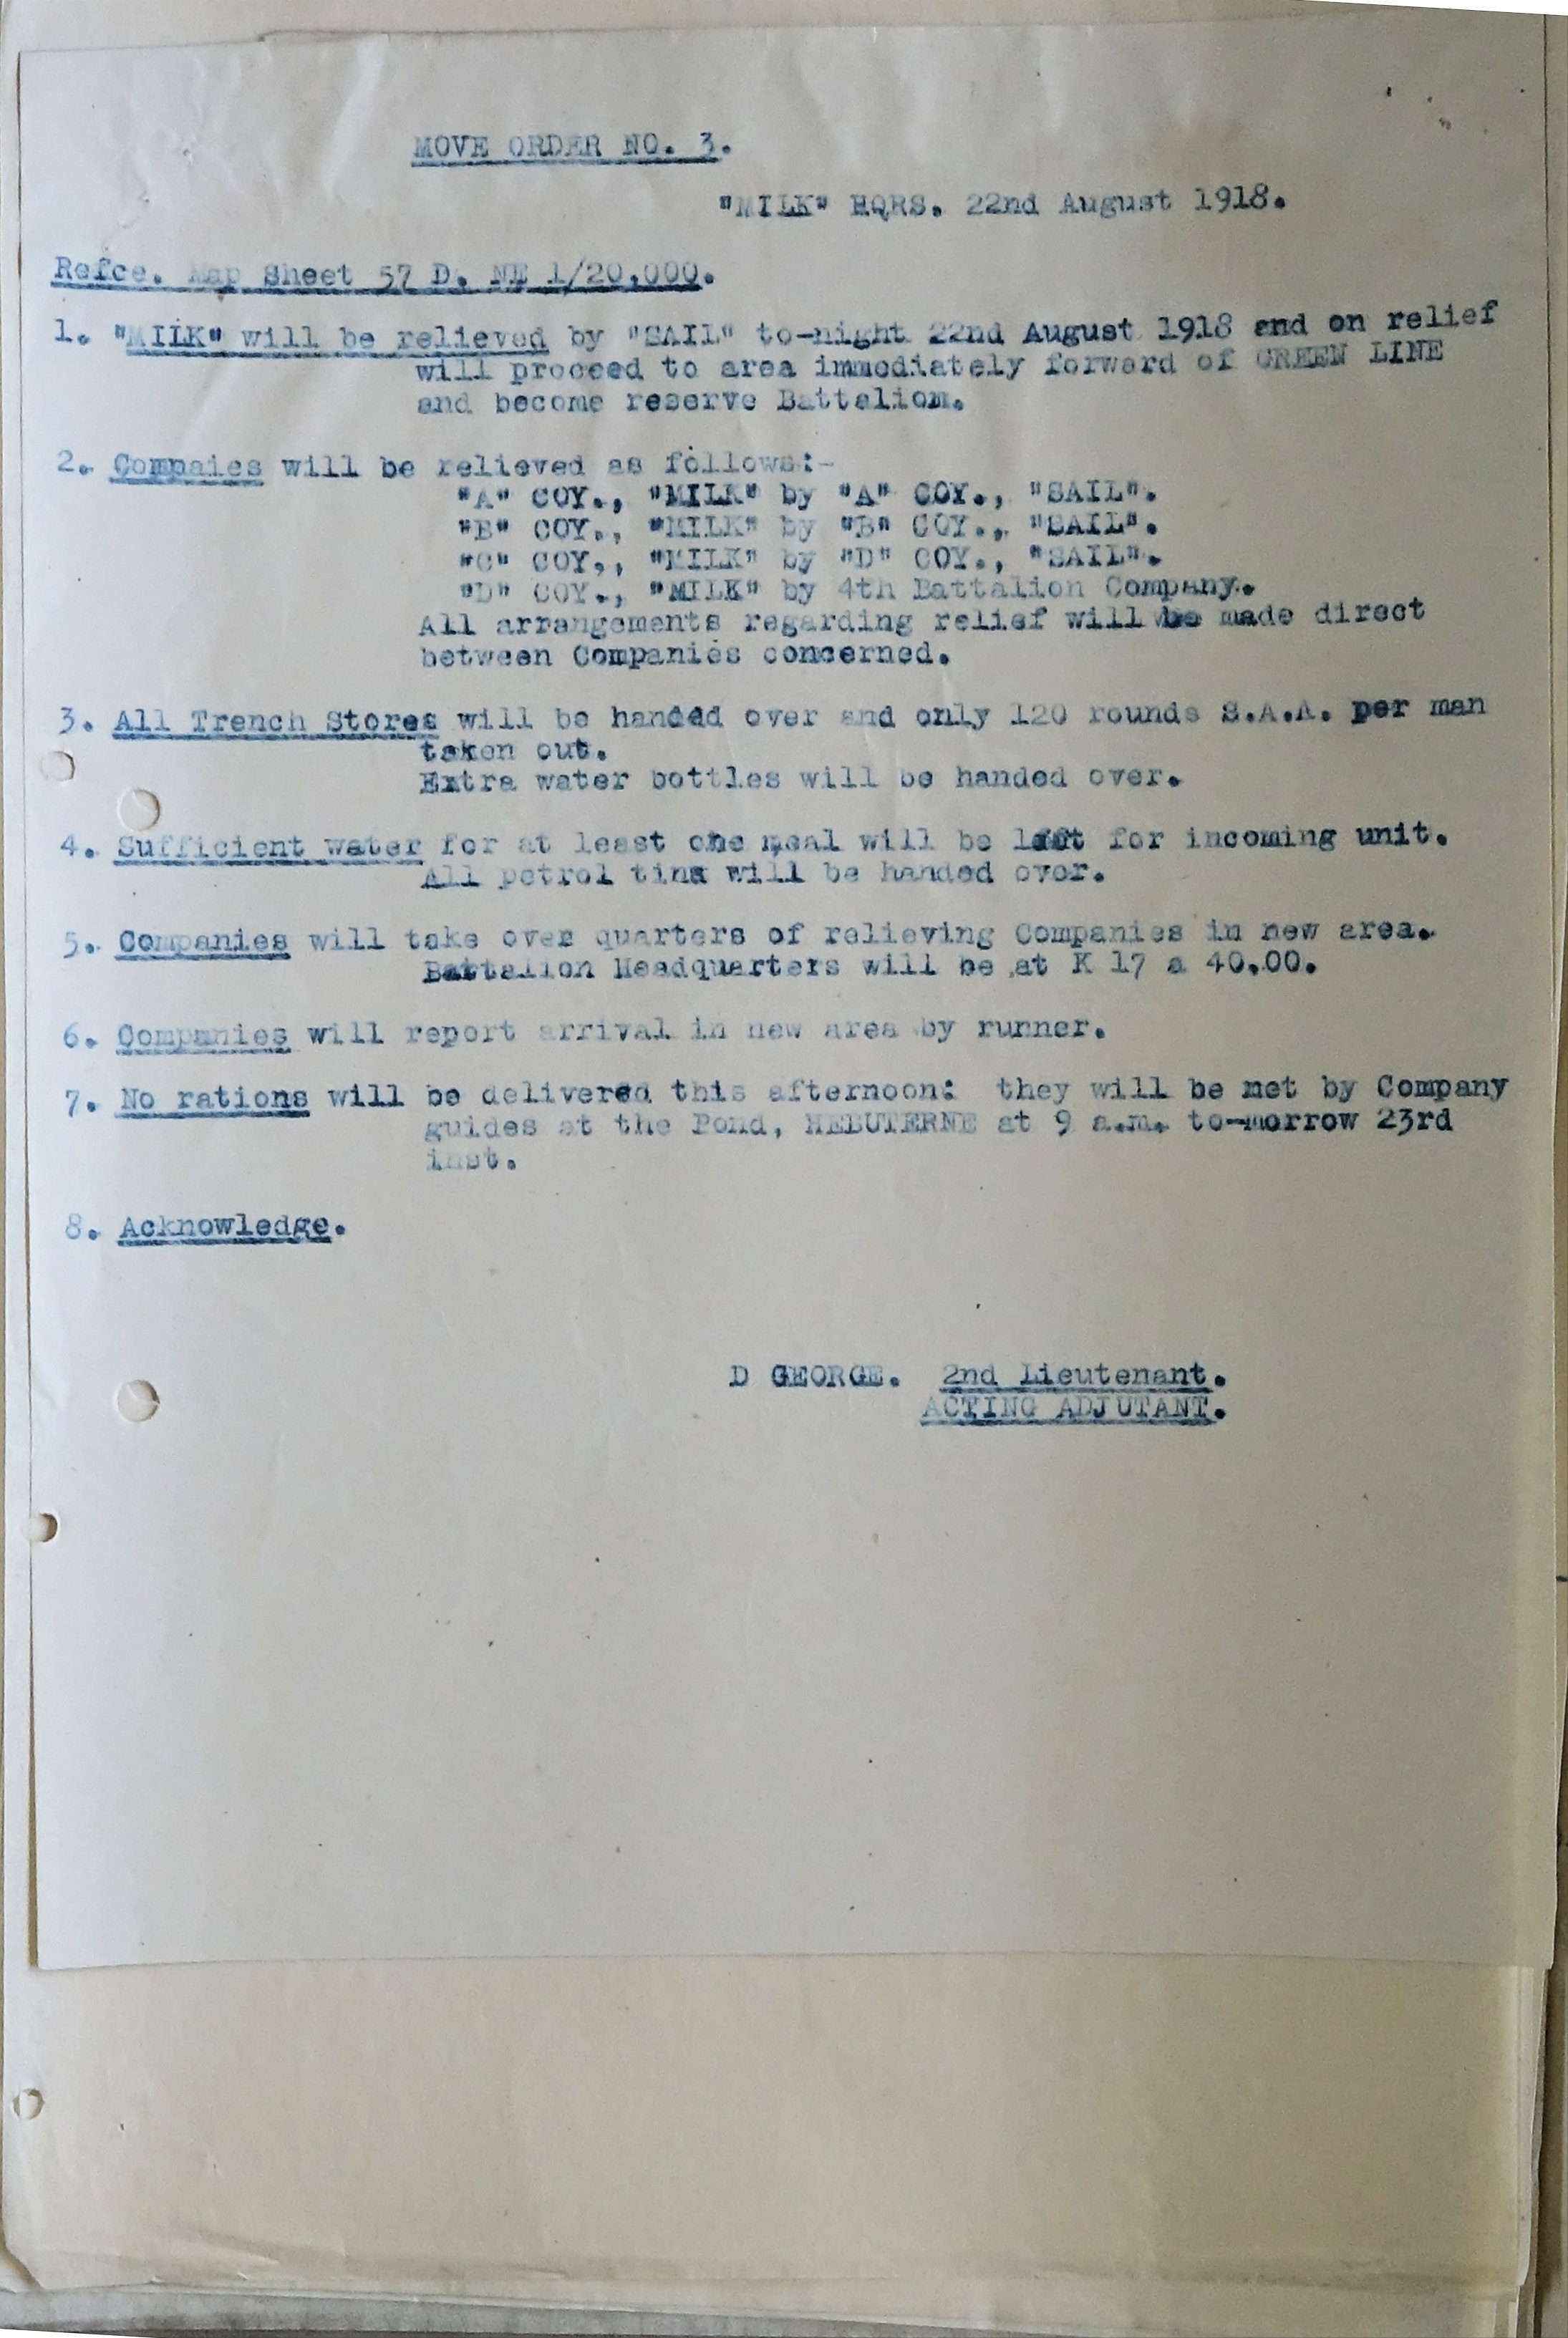 MOVE ORDER NO. 3.
"MILK" HQRS. 22nd August 1918.
Refce. Map Sheet 57 D. NE 1/20,000.
1. "MILK" will be relieved by "SAIL" to-night 22nd August 1918 and on relief
will proceed to area immediately forward of GREEN LINE
and become reserve Battalion.
2. Compaies will be relieved as follows:-
"A" COY., "MILK" by "A" COY., "SAIL".
"B" COY., "MILK" by "B" COY., "SAIL".
"C" COY., "MILK" by "D" COY., "SAIL".
"D" COY., "MILK" by 4th Battalion Company.
All arrangements regarding relief will be made direct
between Companies concerned.
3. All Trench Stores will be handed over and only 120 rounds S.A.A. per man
taken out.
Extra water bottles will be handed over.
4. Sufficient water for at least one meal will be left for incoming unit.
All petrol tins will be handed over.
5. Companies will take over quarters of relieving Companies in new area.
Battalion Headquarters will be at K 17 a 40.00.
6. Companies will report arrival in new area by runner.
7. No rations will be delivered this afternoon: they will be met by Company
guides at the Pond, HEBUTERNE at 9 a.m. to-morrow 23rd
inst.
8. Acknowledge.
D GEORGE. 2nd Lieutenant.
ACTING ADJUTANT.